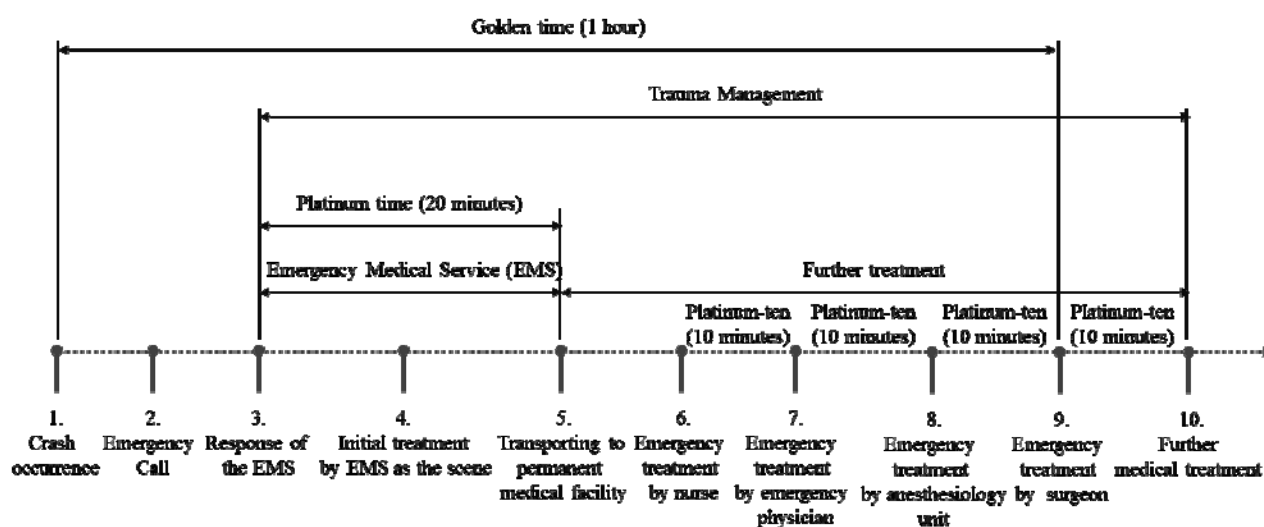 Golden time (1 hour)
Trauma Management
Platinum time (20 minutes)
Emergency Medical Service (EMS)
Further treatment
Platinum-ten
(10 minutes)
Platinum-ten
(10 minutes)
Platinum-ten
(10 minutes)
Platinum-ten
(10 minutes)
1.
Crash
occurrence
2.
Emergency
Call
3.
Response of
the EMS
4.
Initial treatment
by EMS as the scene
5.
Transporting to
permanent
medical facility
6.
Emergency
treatment
by nurse
7.
Emergency
treatment
by emergency
physician
8.
Emergency
treatment
by anesthesiology
unit
9.
Emergency
treatment
by surgeon
10.
Further
medical treatment